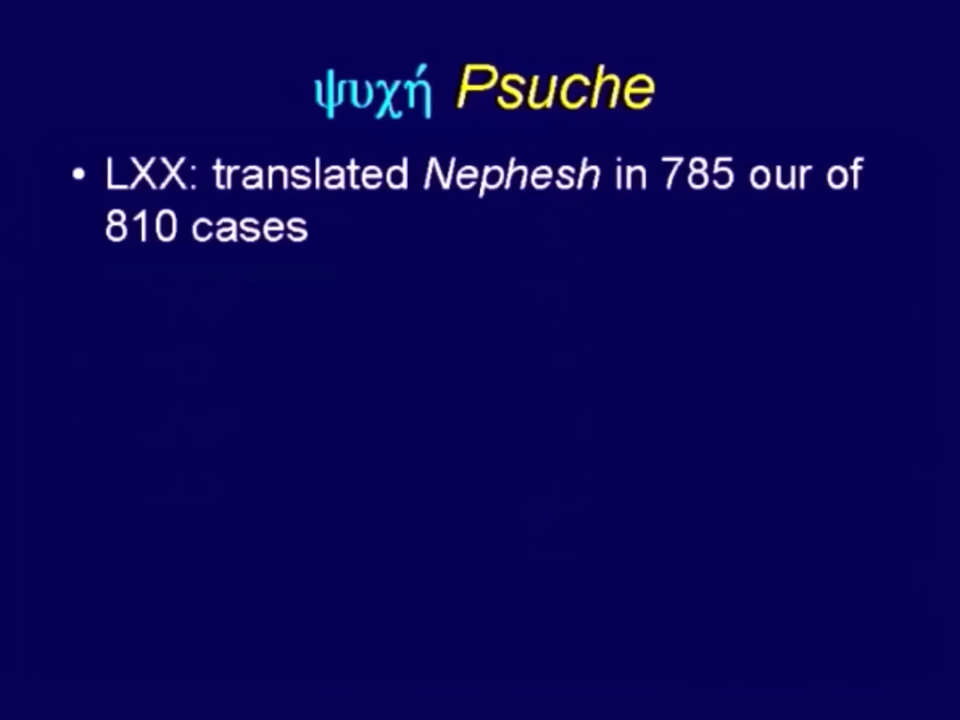 ψυχή Psuche
• LXX: translated Nephesh in 785 our of
810 cases